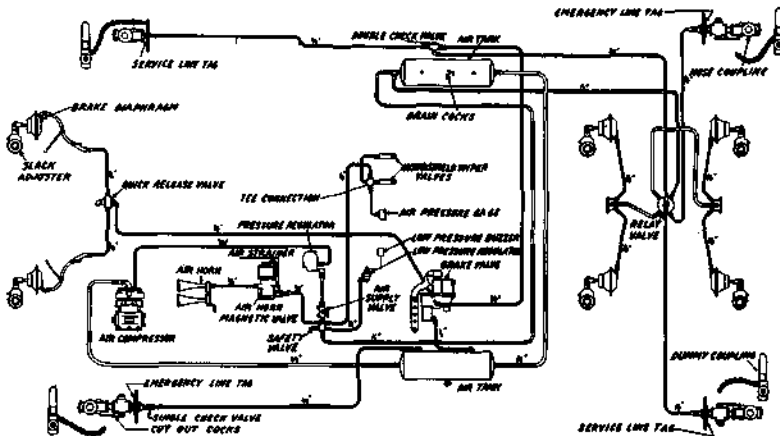 EMERGENCY LINE TAG
DOUBLE CHECK VALVE
AIR TANK
SERVICE LINE TAG
HOSE COUPLING
DRAIN COCKS
BRAKE DIAPHRAGM
SLACK
ADJUSTER
WINDSHIELD WIPER
VALVES
QUICK RELEASE VALVE
TEE CONNECTION
AIR PRESSURE GAGE
RELAY
VALVE
PRESSURE REGULATOR
LOW PRESSURE BUZZER
LOW PRESSURE REGULATOR
AIR STRAINER
BRAKE VALVE
AIR HORN
AIR
SUPPLY
VALVE
AIR HORN
MAGNETIC VALVE
AIR COMPRESSOR
SAFETY
VALVE
DUMMY COUPLING
EMERGENCY LINE TAG
AIR TANK
SINGLE CHECK VALVE
CUT OUT COCKS
SERVICE LINE TAG